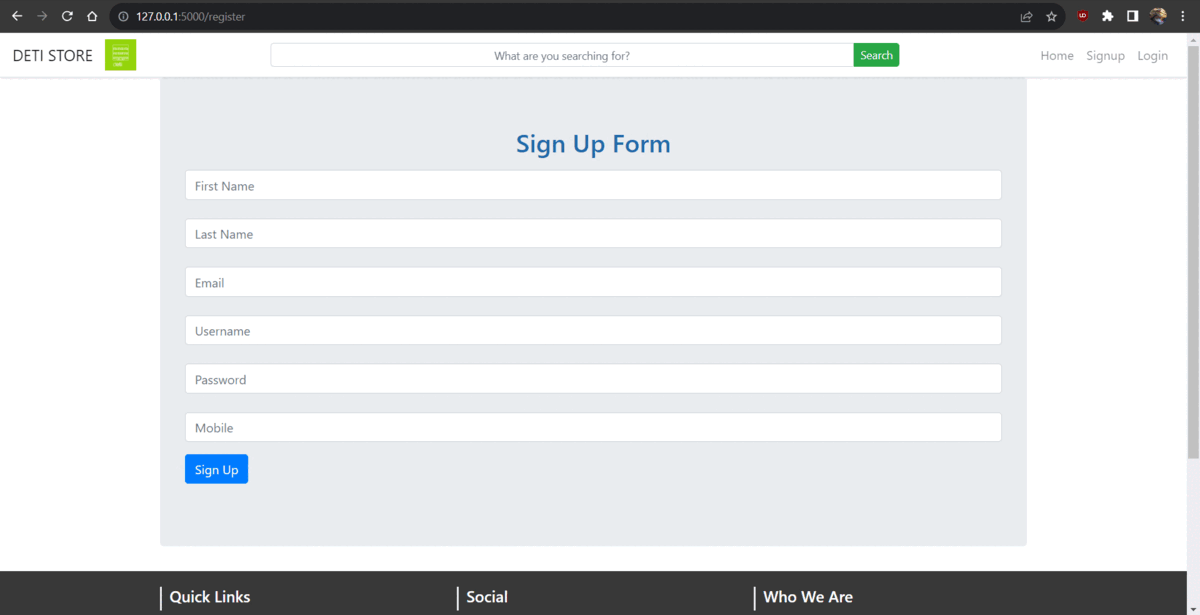 127.0.0.1:5000/register
DETI STORE
What are you searching for?
Search
Home Signup Login
Sign Up Form
First Name
Last Name
Email
Username
Password
Mobile
Sign Up
Quick Links Social Who We Are